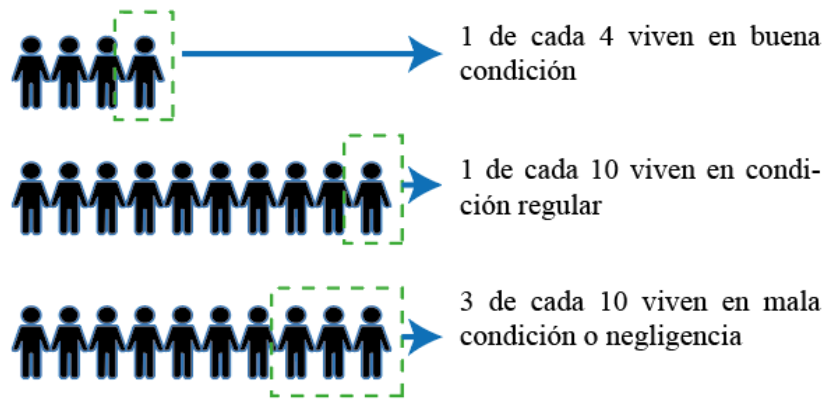 1 de cada 4 viven en buena
condición
1 de cada 10 viven en condi-
ción regular
3 de cada 10 viven en mala
condición o negligencia